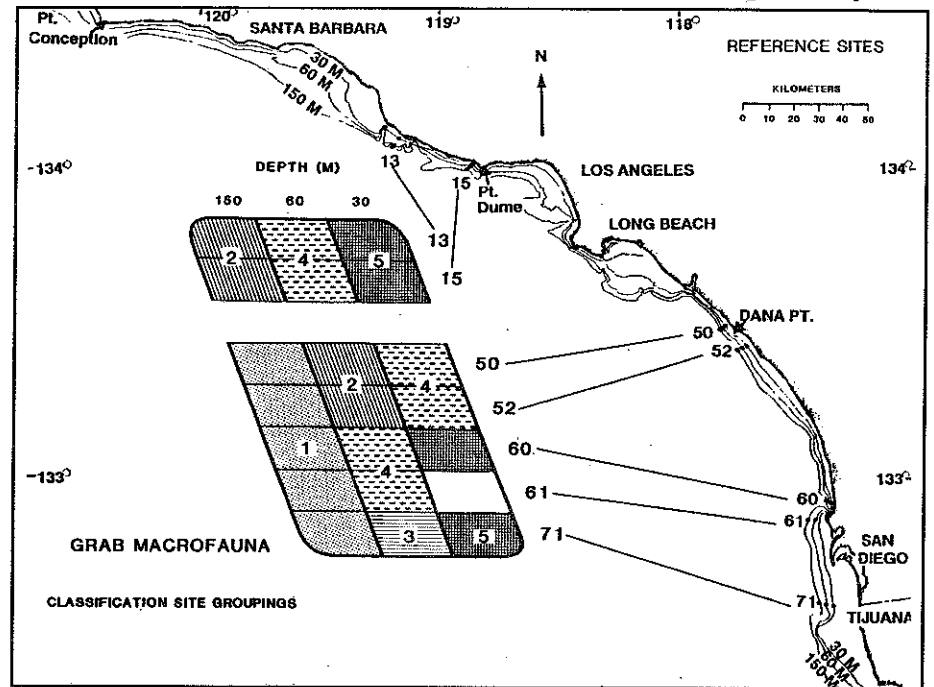 120°
119°
118°
Pt.
Conception
SANTA BARBARA
REFERENCE SITES
N
30 M
60 M
150 M
KILOMETERS
0 10 20 30 40 50
13
15
Pt.
Dume
LOS ANGELES
-134°
134°
DEPTH (M)
150 60 30
LONG BEACH
13
15
2 4 5
DANA PT.
50
52
50
52
2 4
60
61
71
1
4
3 5
-133°
133°
60
61
SAN
DIEGO
71
TIJUANA
GRAB MACROFAUNA
CLASSIFICATION SITE GROUPINGS
30 M
60-M
150-M